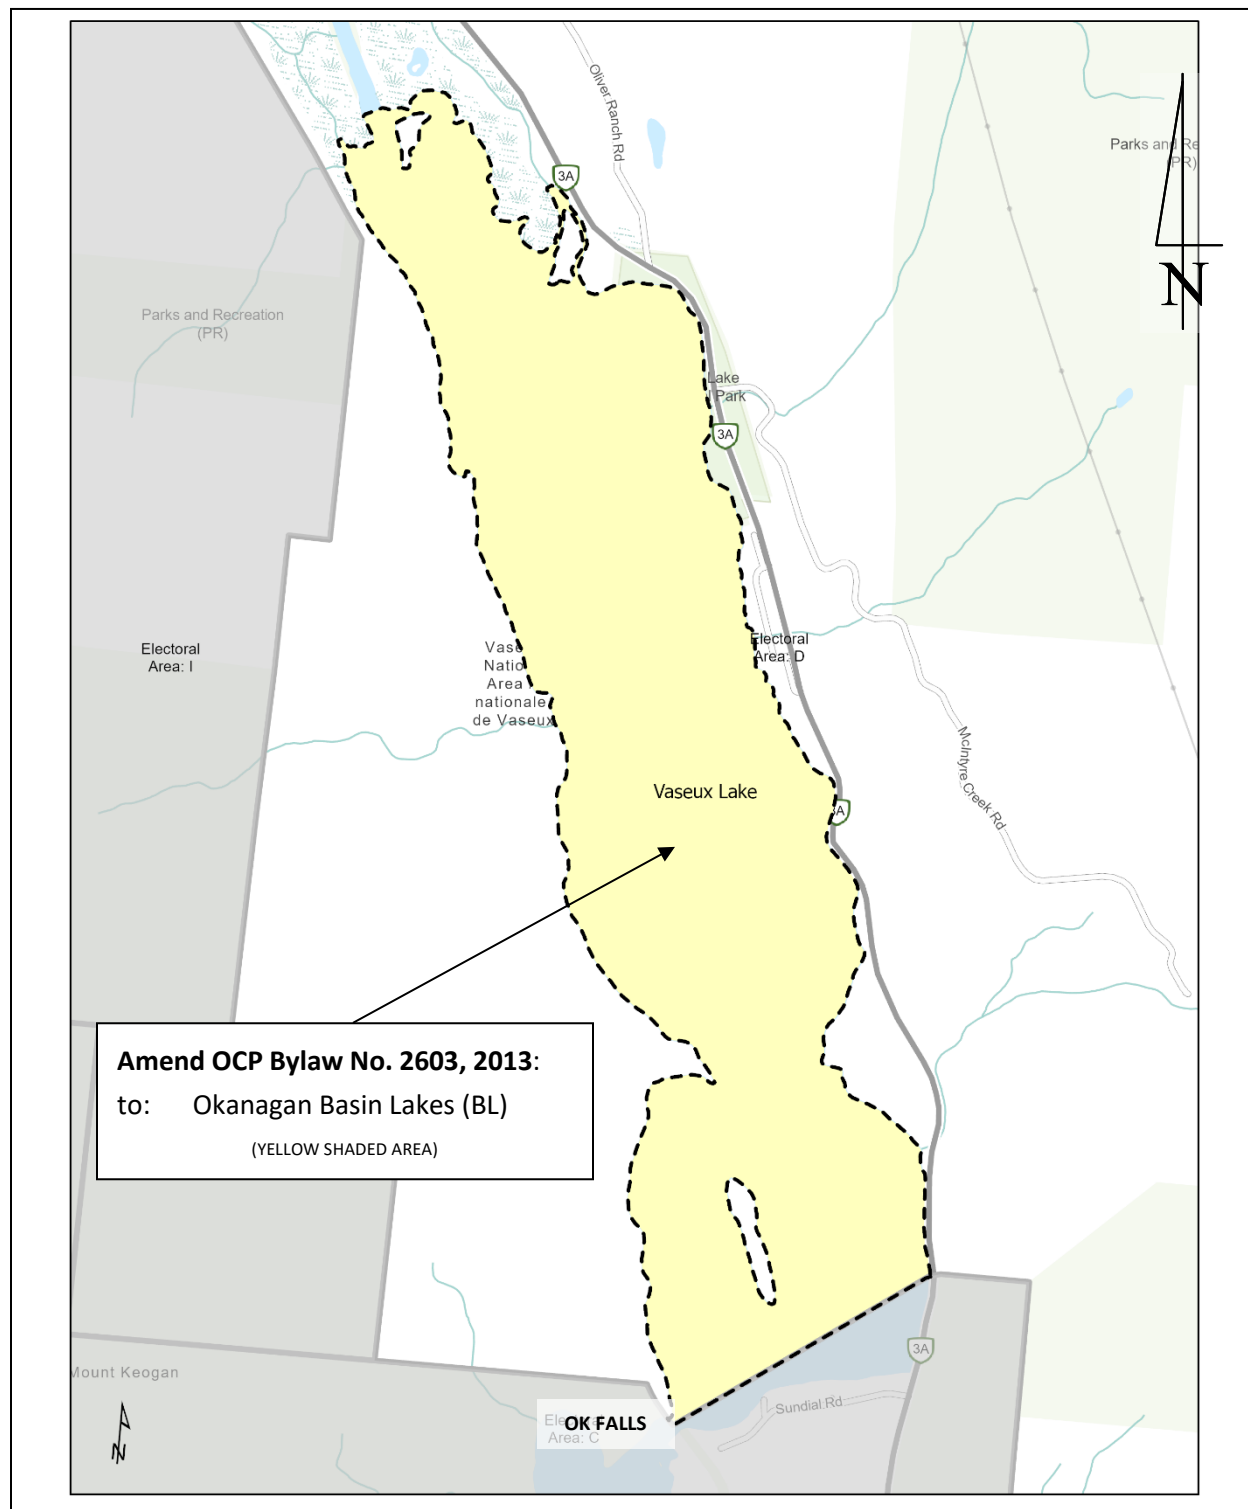 Oliver Ranch Rd
3A
Parks and Re
(PR)
N
Parks and Recreation
(PR)
Lake
Park
3A
Electoral
Area: I
Electoral
Area: D
Vase
Natio
Area
nationale
de Vaseux
McIntyre Creek Rd
Vaseux Lake
3A
Amend OCP Bylaw No. 2603, 2013:
to: Okanagan Basin Lakes (BL)
(YELLOW SHADED AREA)
3A
Mount Keogan
Sundial Rd
OK FALLS
Area: C
N